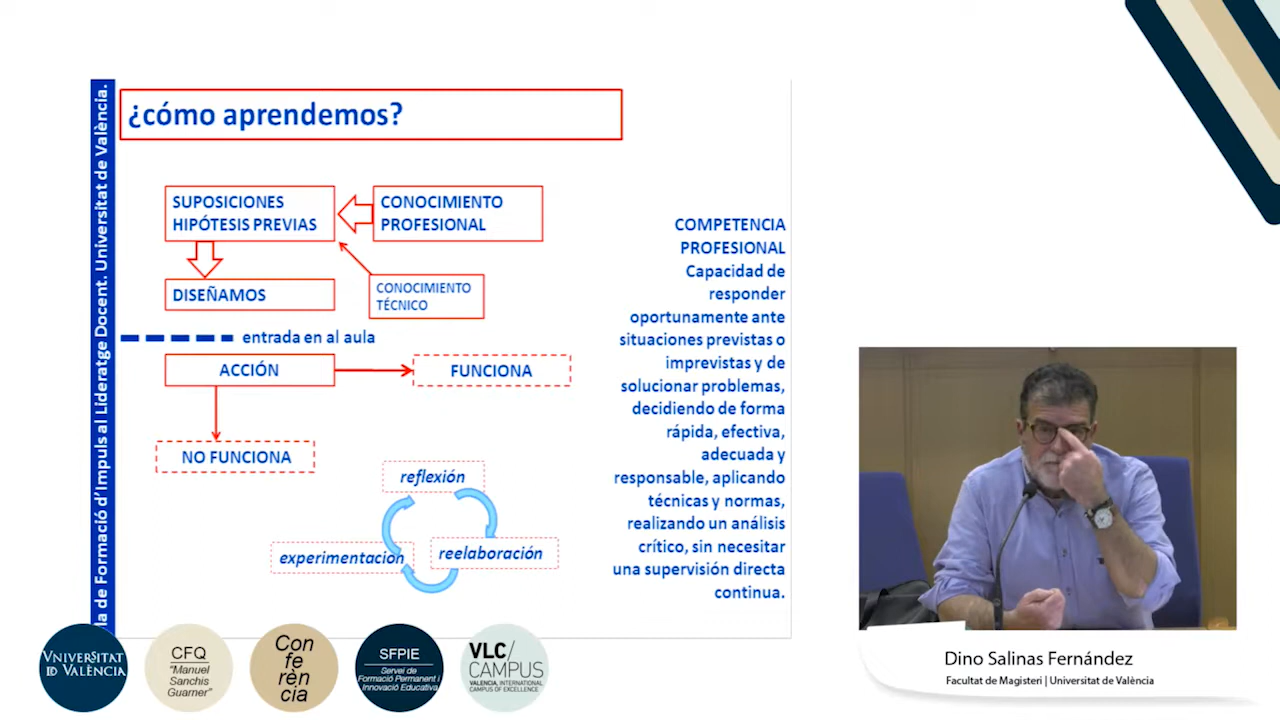 da de Formació d'Impuls al Lideratge Docent. Universitat de València.
¿cómo aprendemos?
SUPOSICIONES
HIPÓTESIS PREVIAS
CONOCIMIENTO
PROFESIONAL
DISEÑAMOS
CONOCIMIENTO
TÉCNICO
entrada en al aula
ACCIÓN
FUNCIONA
NO FUNCIONA
reflexión
experimentación
reelaboración
COMPETENCIA
PROFESIONAL
Capacidad de
responder
oportunamente ante
situaciones previstas o
imprevistas y de
solucionar problemas,
decidiendo de forma
rápida, efectiva,
adecuada y
responsable, aplicando
técnicas y normas,
realizando un análisis
crítico, sin necesitar
una supervisión directa
continua.
Dino Salinas Fernández
Facultat de Magisteri | Universitat de València
VNIVERSITAT
ID VALÈNCIA
CFQ
"Manuel
Sanchis
Guarner"
Con
fe
rèn
cia
SFPIE
Servei de
Formació Permanent i
Innovació Educativa
VLC/
CAMPUS
VALENCIA, INTERNATIONAL
CAMPUS OF EXCELLENCE